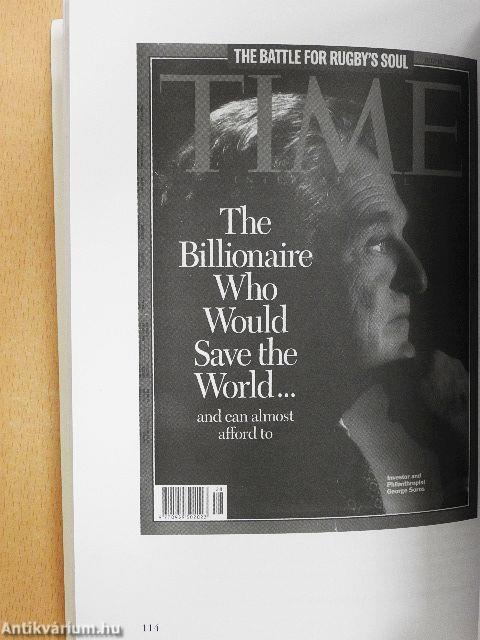 THE BATTLE FOR RUGBY'S SOUL
TIME
The
Billionaire
Who
Would
Save the
World...
and can almost
afford to
Investor and
Philanthropist
George Soros
114
Antikvárium.hu